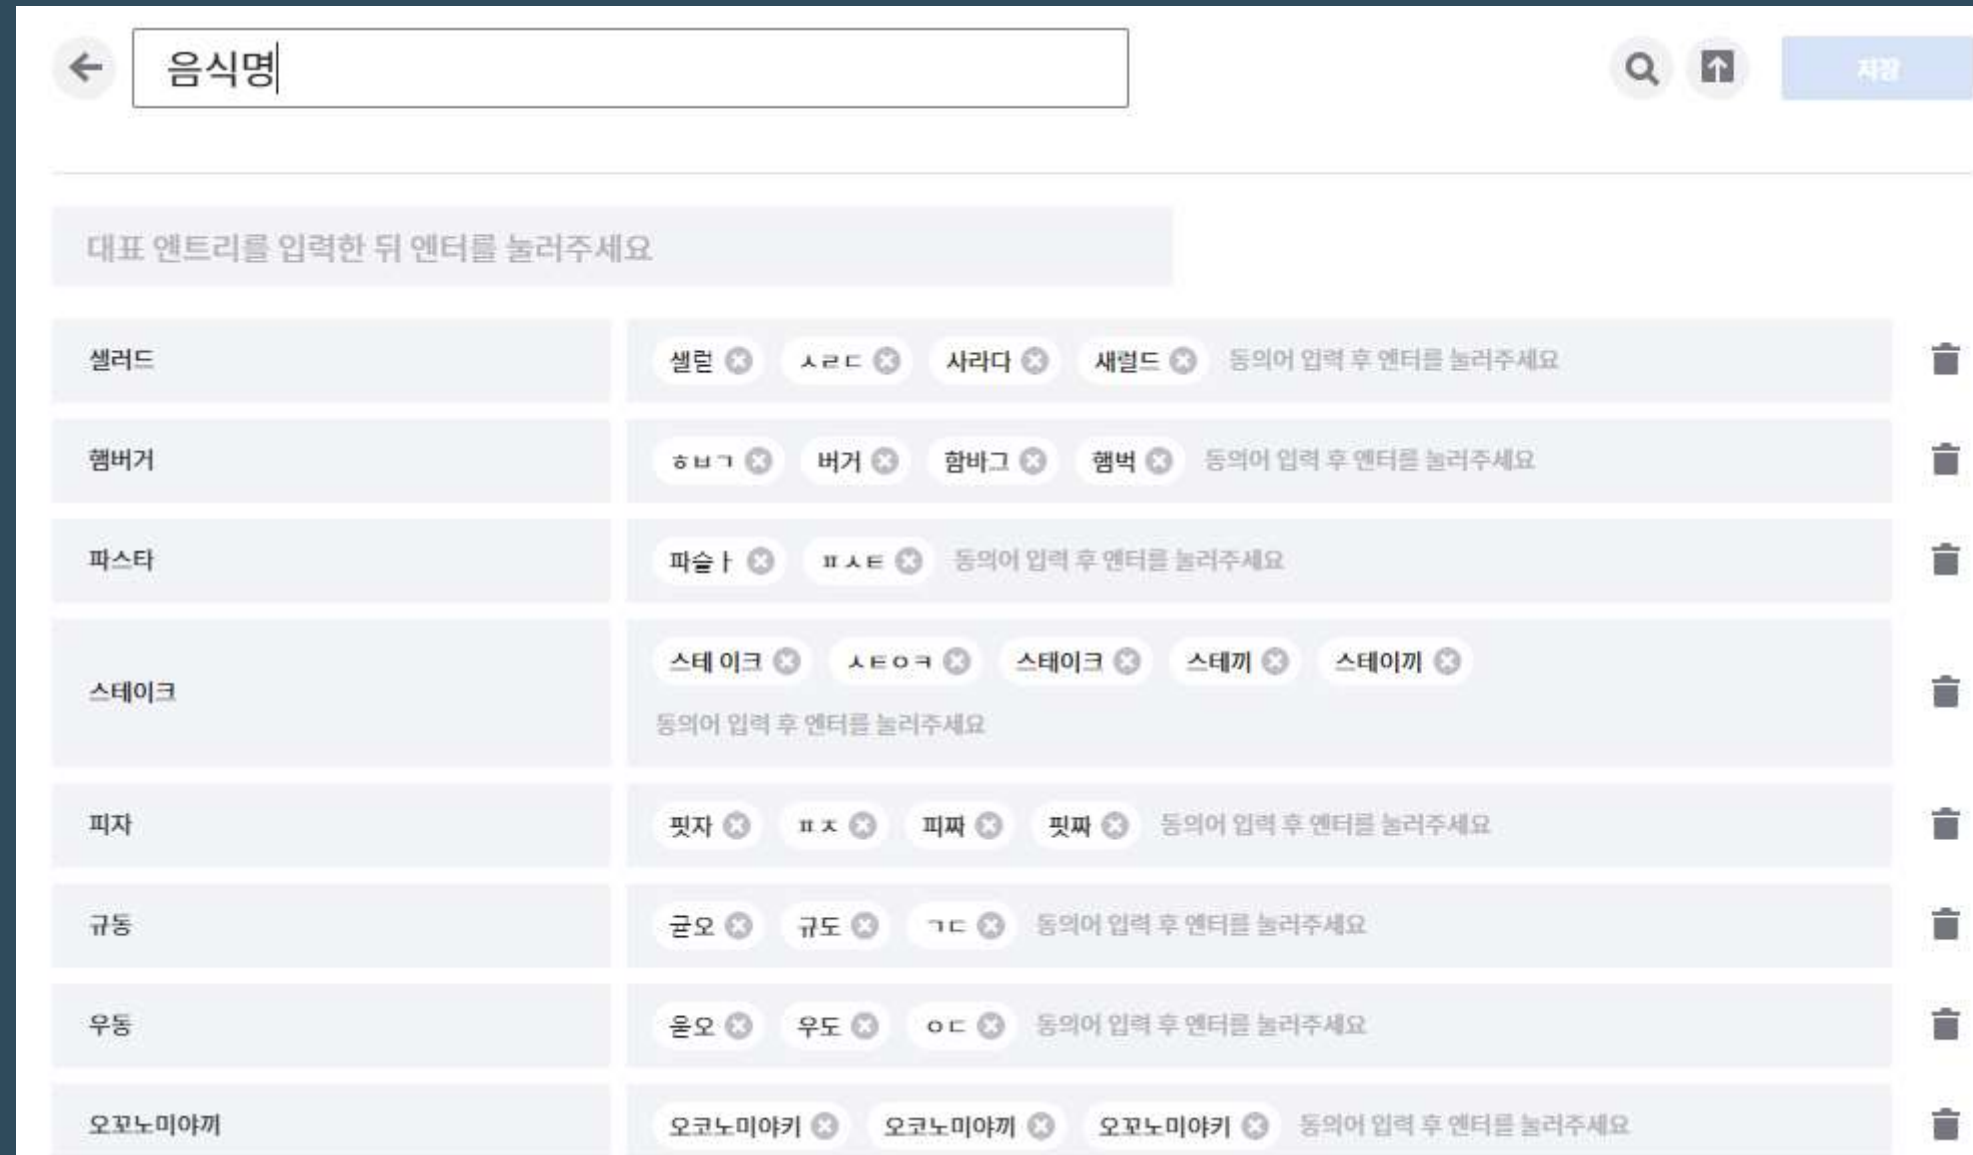 음식명
저장
대표 엔트리를 입력한 뒤 엔터를 눌러주세요
샐러드 샐럳 ㅅㄹㄷ 사라다 새럴드 동의어 입력 후 엔터를 눌러주세요
햄버거 ㅎㅂㄱ 버거 함바그 햄벅 동의어 입력 후 엔터를 눌러주세요
파스타 파슽ㅏ ㅍㅅㅌ 동의어 입력 후 엔터를 눌러주세요
스테이크 스테 이크 ㅅㅌㅇㅋ 스태이크 스테끼 스테이끼
동의어 입력 후 엔터를 눌러주세요
피자 핏자 ㅍㅈ 피짜 핏짜 동의어 입력 후 엔터를 눌러주세요
규동 귣오 규도 ㄱㄷ 동의어 입력 후 엔터를 눌러주세요
우동 욷오 우도 ㅇㄷ 동의어 입력 후 엔터를 눌러주세요
오꼬노미야끼 오코노미야키 오코노미야끼 오꼬노미야키 동의어 입력 후 엔터를 눌러주세요